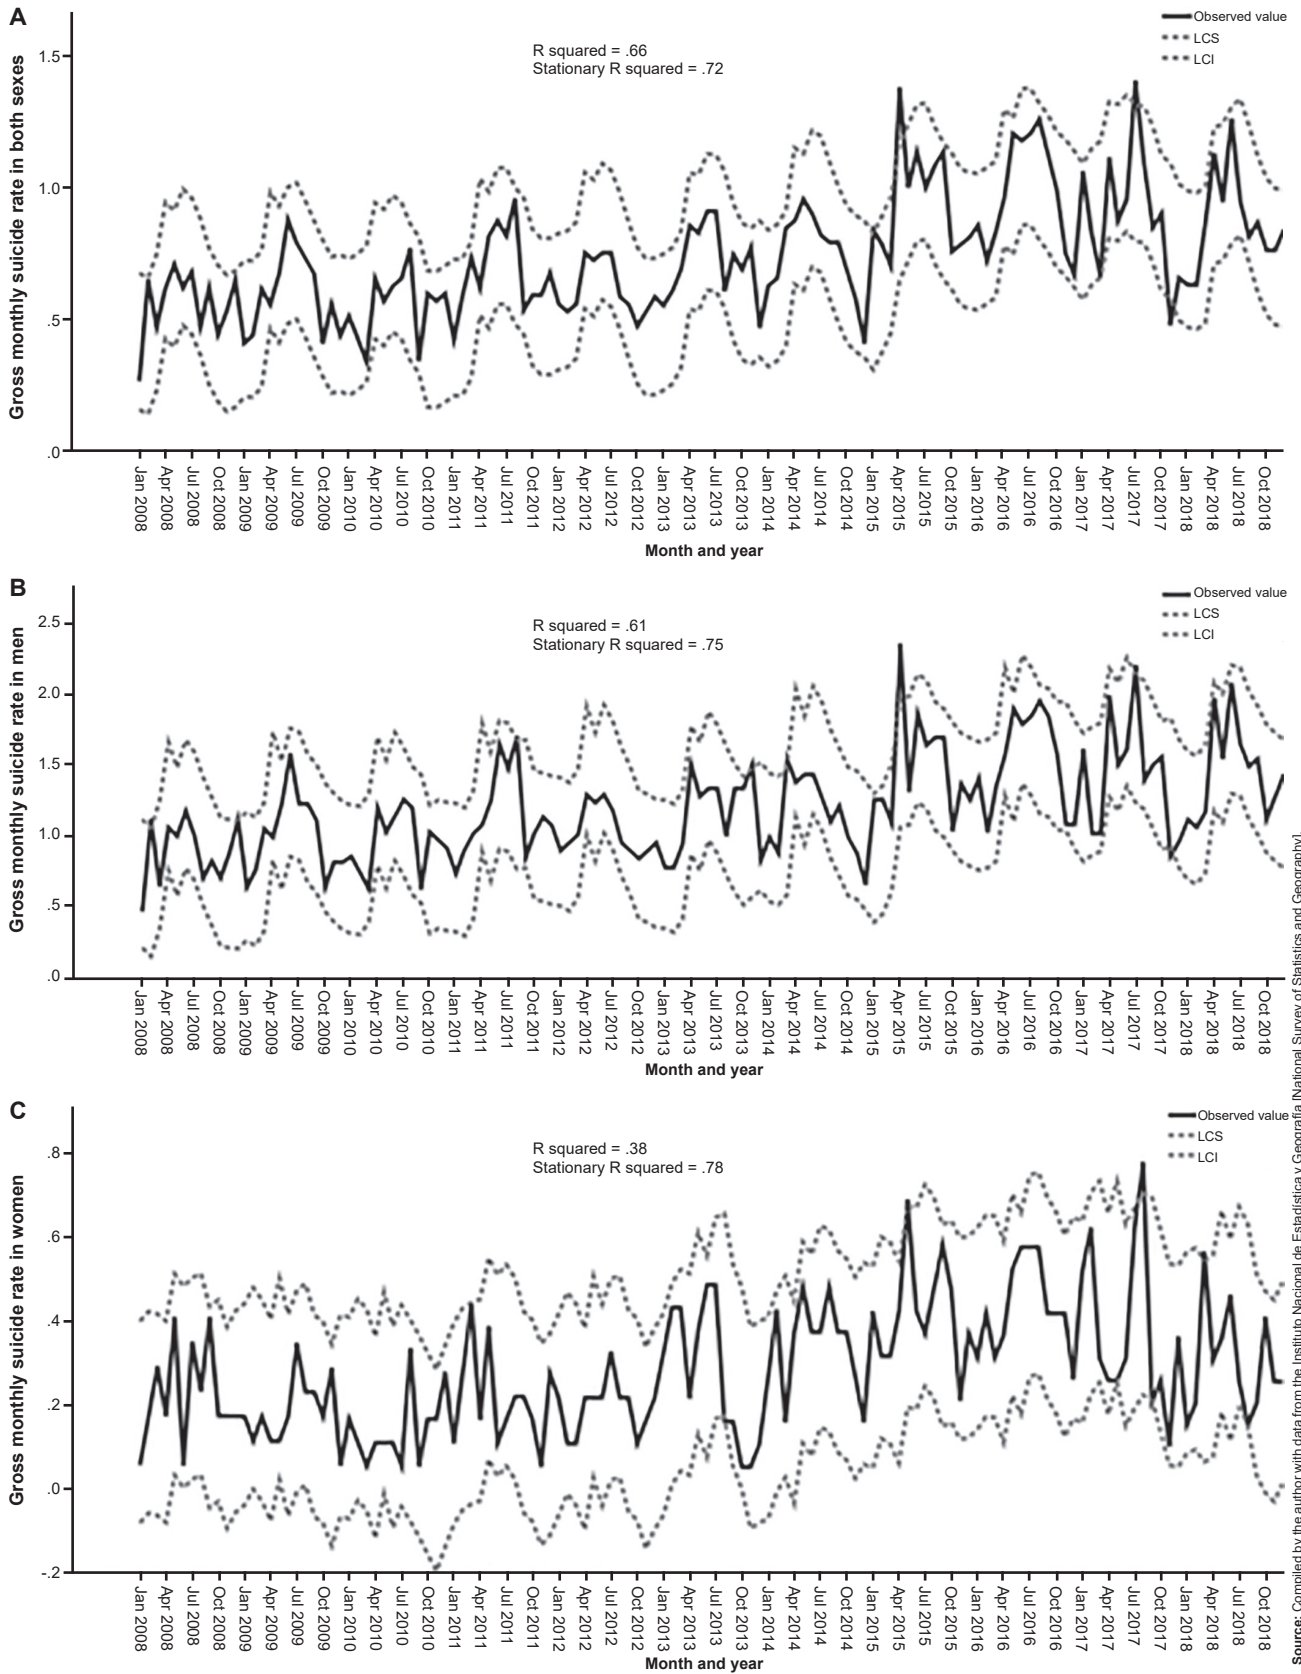 A
Gross monthly suicide rate in both sexes
R squared = .66
Stationary R squared = .72
Observed value
LCS
LCI
1.5
1.0
.5
.0
Jan 2008
Apr 2008
Jul 2008
Oct 2008
Jan 2009
Apr 2009
Jul 2009
Oct 2009
Jan 2010
Apr 2010
Jul 2010
Oct 2010
Jan 2011
Apr 2011
Jul 2011
Oct 2011
Jan 2012
Apr 2012
Jul 2012
Oct 2012
Jan 2013
Apr 2013
Jul 2013
Oct 2013
Jan 2014
Apr 2014
Jul 2014
Oct 2014
Jan 2015
Apr 2015
Jul 2015
Oct 2015
Jan 2016
Apr 2016
Jul 2016
Oct 2016
Jan 2017
Apr 2017
Jul 2017
Oct 2017
Jan 2018
Apr 2018
Jul 2018
Oct 2018
Month and year
B
Gross monthly suicide rate in men
R squared = .61
Stationary R squared = .75
Observed value
LCS
LCI
2.5
2.0
1.5
1.0
.5
.0
Jan 2008
Apr 2008
Jul 2008
Oct 2008
Jan 2009
Apr 2009
Jul 2009
Oct 2009
Jan 2010
Apr 2010
Jul 2010
Oct 2010
Jan 2011
Apr 2011
Jul 2011
Oct 2011
Jan 2012
Apr 2012
Jul 2012
Oct 2012
Jan 2013
Apr 2013
Jul 2013
Oct 2013
Jan 2014
Apr 2014
Jul 2014
Oct 2014
Jan 2015
Apr 2015
Jul 2015
Oct 2015
Jan 2016
Apr 2016
Jul 2016
Oct 2016
Jan 2017
Apr 2017
Jul 2017
Oct 2017
Jan 2018
Apr 2018
Jul 2018
Oct 2018
Month and year
C
Gross monthly suicide rate in women
R squared = .38
Stationary R squared = .78
Observed value
LCS
LCI
.8
.6
.4
.2
.0
-.2
Jan 2008
Apr 2008
Jul 2008
Oct 2008
Jan 2009
Apr 2009
Jul 2009
Oct 2009
Jan 2010
Apr 2010
Jul 2010
Oct 2010
Jan 2011
Apr 2011
Jul 2011
Oct 2011
Jan 2012
Apr 2012
Jul 2012
Oct 2012
Jan 2013
Apr 2013
Jul 2013
Oct 2013
Jan 2014
Apr 2014
Jul 2014
Oct 2014
Jan 2015
Apr 2015
Jul 2015
Oct 2015
Jan 2016
Apr 2016
Jul 2016
Oct 2016
Jan 2017
Apr 2017
Jul 2017
Oct 2017
Jan 2018
Apr 2018
Jul 2018
Oct 2018
Month and year
Source: Compiled by the author with data from the Instituto Nacional de Estadística y Geografía [National Survey of Statistics and Geography].